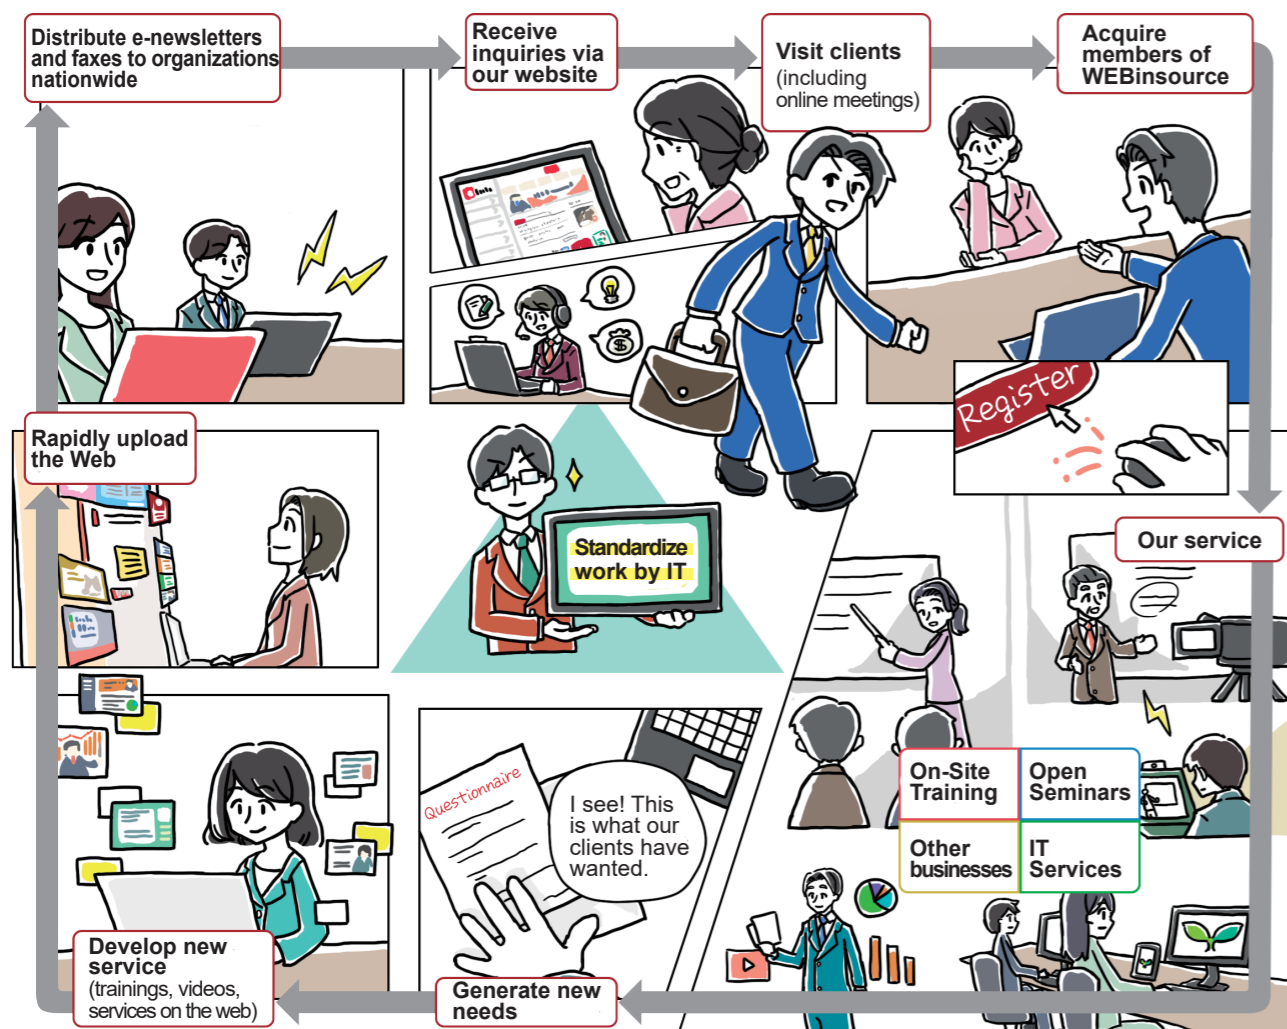 Distribute e-newsletters
and faxes to organizations
nationwide
Receive
inquiries via
our website
Visit clients
(including
online meetings)
Acquire
members of
WEBinsource
Register
Rapidly upload
the Web
Standardize
work by IT
Our service
On-Site
Training
Open
Seminars
Other
businesses
IT
Services
Questionnaire
I see! This
is what our
clients have
wanted.
Develop new
service
(trainings, videos,
services on the web)
Generate new
needs